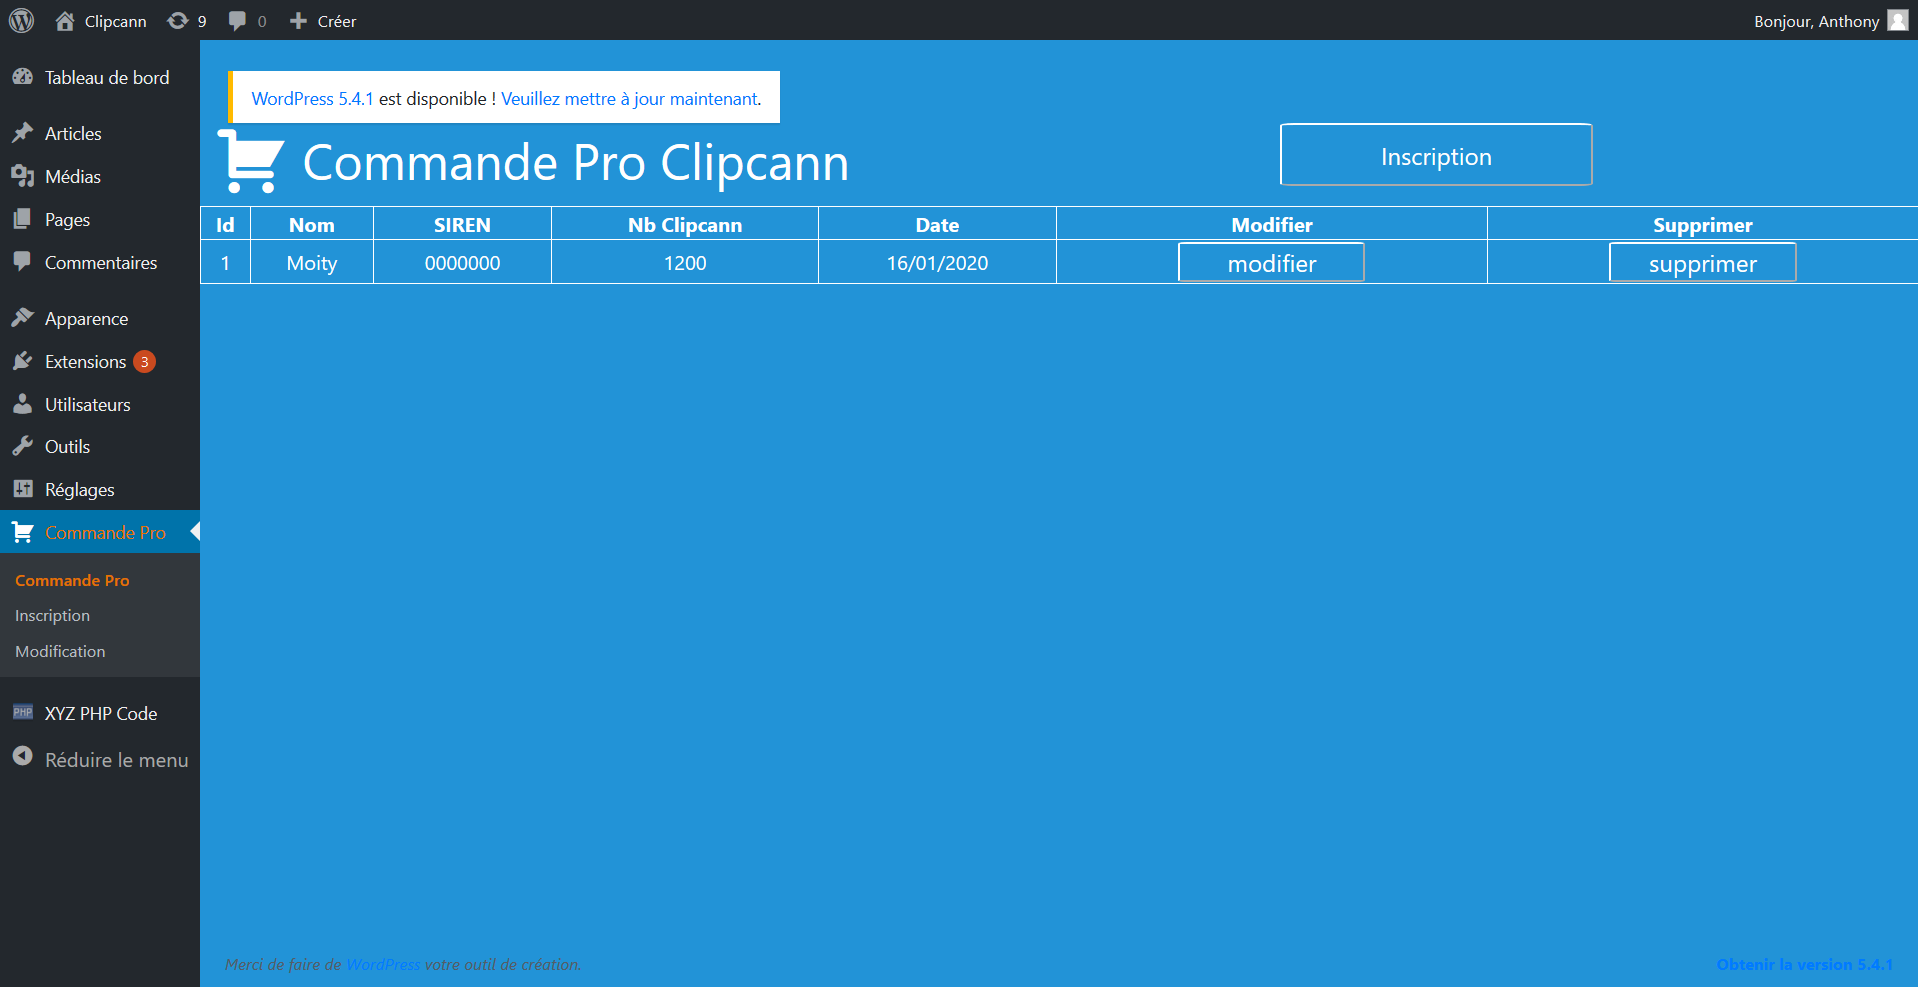 Clipcann 9 0 Créer Bonjour, Anthony
Tableau de bord
Articles
Médias
Pages
Commentaires
Apparence
Extensions 3
Utilisateurs
Outils
Réglages
Commande Pro
Commande Pro
Inscription
Modification
PHP XYZ PHP Code
Réduire le menu
WordPress 5.4.1 est disponible ! Veuillez mettre à jour maintenant.
Commande Pro Clipcann
Inscription
Id Nom SIREN Nb Clipcann Date Modifier Supprimer
1 Moity 0000000 1200 16/01/2020 modifier supprimer
Merci de faire de WordPress votre outil de création.
Obtenir la version 5.4.1